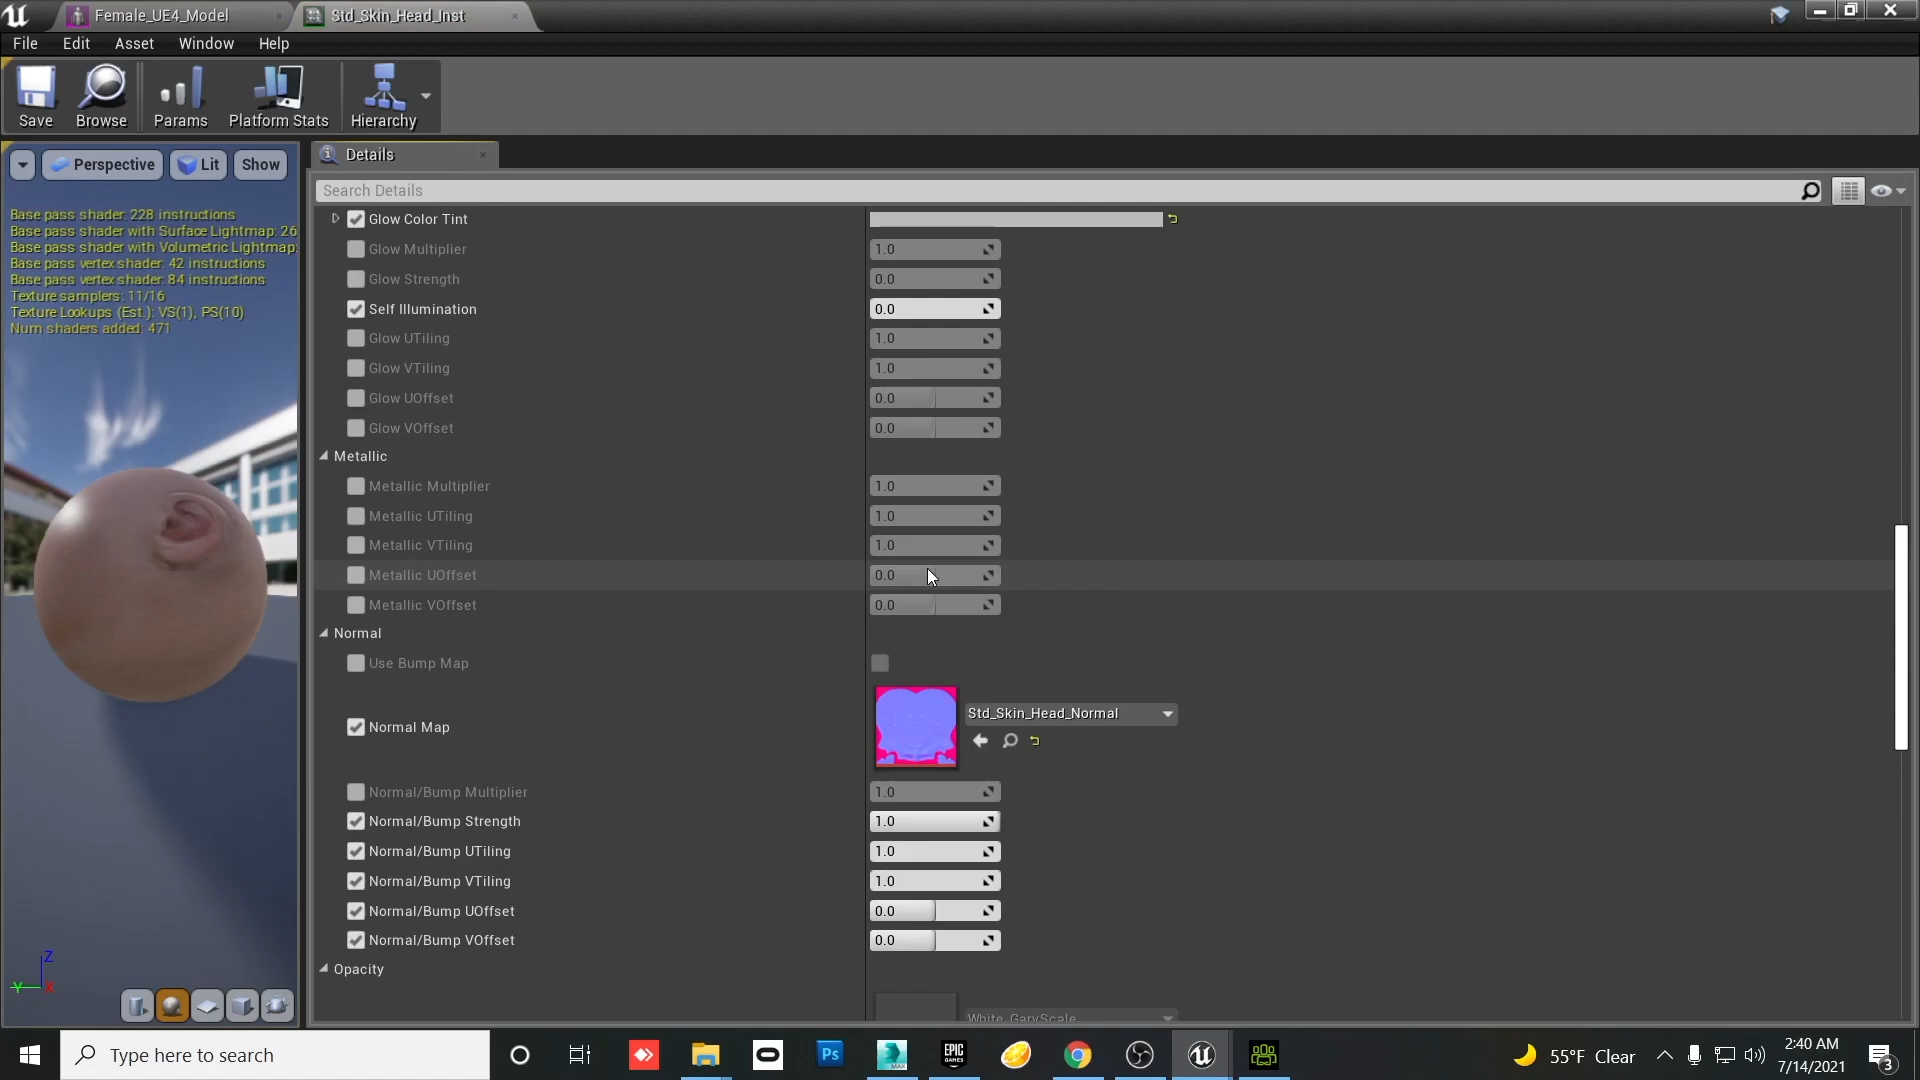 Female_UE4_Model
Std_Skin_Head_Inst
File Edit Asset Window Help
Save Browse Params Platform Stats Hierarchy
Perspective Lit Show
Base pass shader: 228 instructions
Base pass shader with Surface Lightmap: 26
Base pass shader with Volumetric Lightmap:
Base pass vertex shader: 42 instructions
Base pass vertex shader: 84 instructions
Texture samplers: 11/16
Texture Lookups (Est.): VS(1), PS(10)
Num shaders added: 471
Z
Y X
Details
Search Details
Glow Color Tint
Glow Multiplier 1.0
Glow Strength 0.0
Self Illumination 0.0
Glow UTiling 1.0
Glow VTiling 1.0
Glow UOffset 0.0
Glow VOffset 0.0
Metallic
Metallic Multiplier 1.0
Metallic UTiling 1.0
Metallic VTiling 1.0
Metallic UOffset 0.0
Metallic VOffset 0.0
Normal
Use Bump Map
Normal Map Std_Skin_Head_Normal
Normal/Bump Multiplier 1.0
Normal/Bump Strength 1.0
Normal/Bump UTiling 1.0
Normal/Bump VTiling 1.0
Normal/Bump UOffset 0.0
Normal/Bump VOffset 0.0
Opacity
White_GaryScale
Type here to search
Ps
MAX
EPIC
GAMES
55°F Clear
2:40 AM
7/14/2021
3